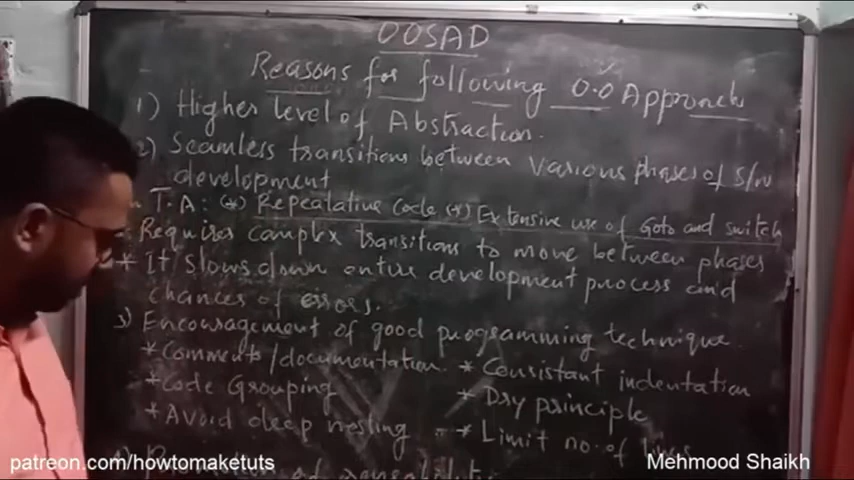 OOSAD
Reasons for following O.O Approach
1) Higher level of Abstraction.
2) Seamless transitions between various phases of S/W
development
T.A: (*) Repeatative Code (*) Extensive use of Goto and switch
Requires complex transitions to move between phases
* It slows down entire development process and
chances of errors.
3) Encouragement of good programming technique.
* Comments/documentation. * Consistant indentation
* Code Grouping * Dry principle
* Avoid deep nesting * Limit no. of lines
of reusability
patreon.com/howtomaketuts
Mehmood Shaikh